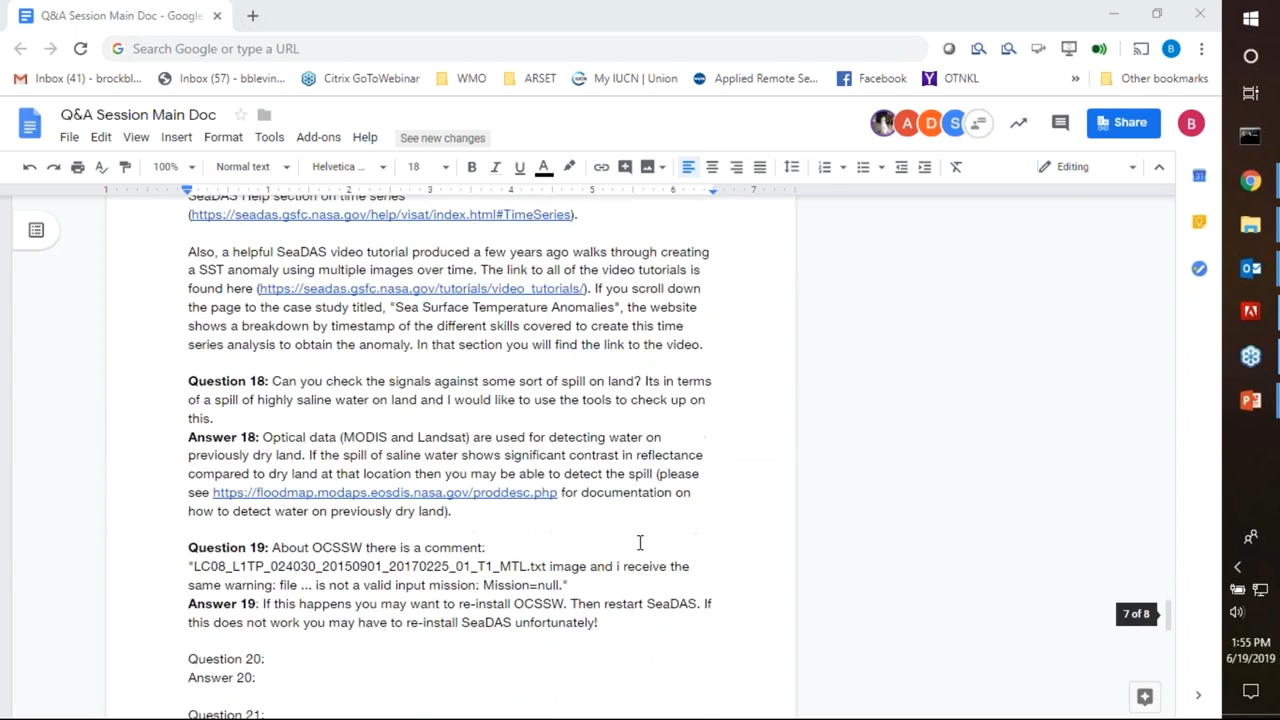 Q&A Session Main Doc - Google
Search Google or type a URL
B
Inbox (41) - brockbl...
Inbox (57) - bblevin...
Citrix GoToWebinar
WMO
ARSET
My IUCN | Union
Applied Remote Se...
Facebook
OTNKL
»
Other bookmarks
Q&A Session Main Doc
File Edit View Insert Format Tools Add-ons Help See new changes
A D S
Share
B
100% Normal text Helvetica ... 18 B I U A Editing
1 1 2 3 4 5 6 7
SeaDAS Help section on time series
(https://seadas.gsfc.nasa.gov/help/visat/index.html#TimeSeries).
Also, a helpful SeaDAS video tutorial produced a few years ago walks through creating
a SST anomaly using multiple images over time. The link to all of the video tutorials is
found here (https://seadas.gsfc.nasa.gov/tutorials/video_tutorials/). If you scroll down
the page to the case study titled, "Sea Surface Temperature Anomalies", the website
shows a breakdown by timestamp of the different skills covered to create this time
series analysis to obtain the anomaly. In that section you will find the link to the video.
Question 18: Can you check the signals against some sort of spill on land? Its in terms
of a spill of highly saline water on land and I would like to use the tools to check up on
this.
Answer 18: Optical data (MODIS and Landsat) are used for detecting water on
previously dry land. If the spill of saline water shows significant contrast in reflectance
compared to dry land at that location then you may be able to detect the spill (please
see https://floodmap.modaps.eosdis.nasa.gov/proddesc.php for documentation on
how to detect water on previously dry land).
Question 19: About OCSSW there is a comment:
"LC08_L1TP_024030_20150901_20170225_01_T1_MTL.txt image and i receive the
same warning: file ... is not a valid input mission: Mission=null."
Answer 19: If this happens you may want to re-install OCSSW. Then restart SeaDAS. If
this does not work you may have to re-install SeaDAS unfortunately!
Question 20:
Answer 20:
Question 21:
7 of 8
1:55 PM
6/19/2019